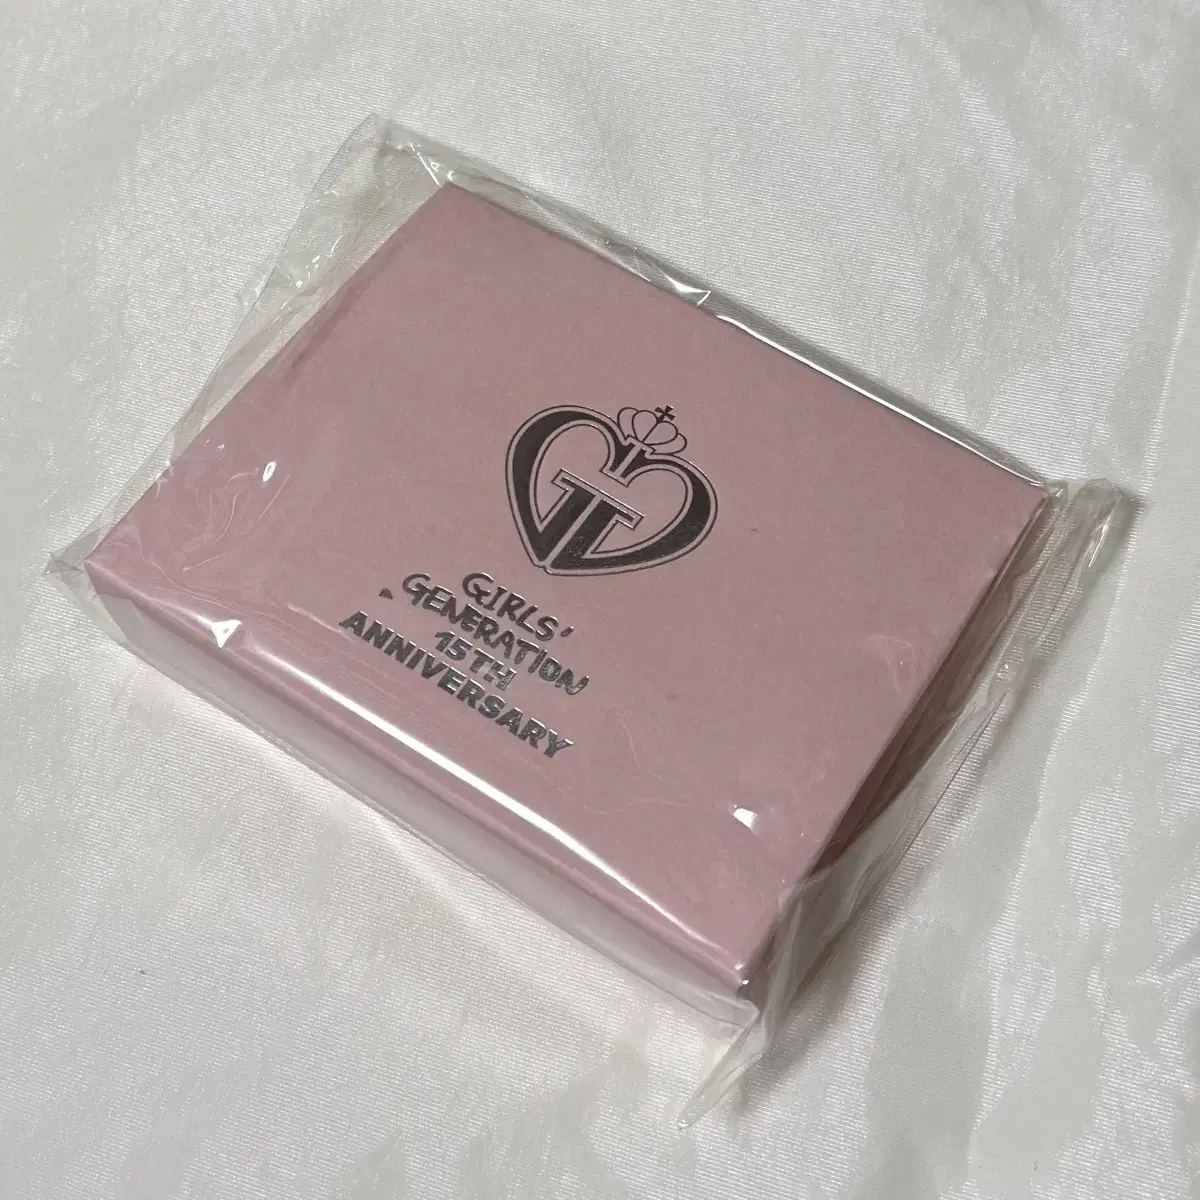 GIRLS'
GENERATION
15TH
ANNIVERSARY